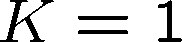 K = 1